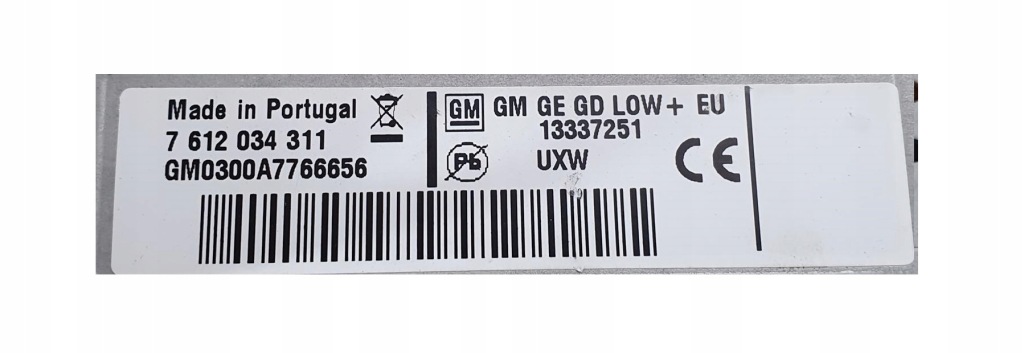 Made in Portugal
7 612 034 311
GM0300A7766656
GM GM GE GD LOW+ EU
13337251
Pb UXW CE